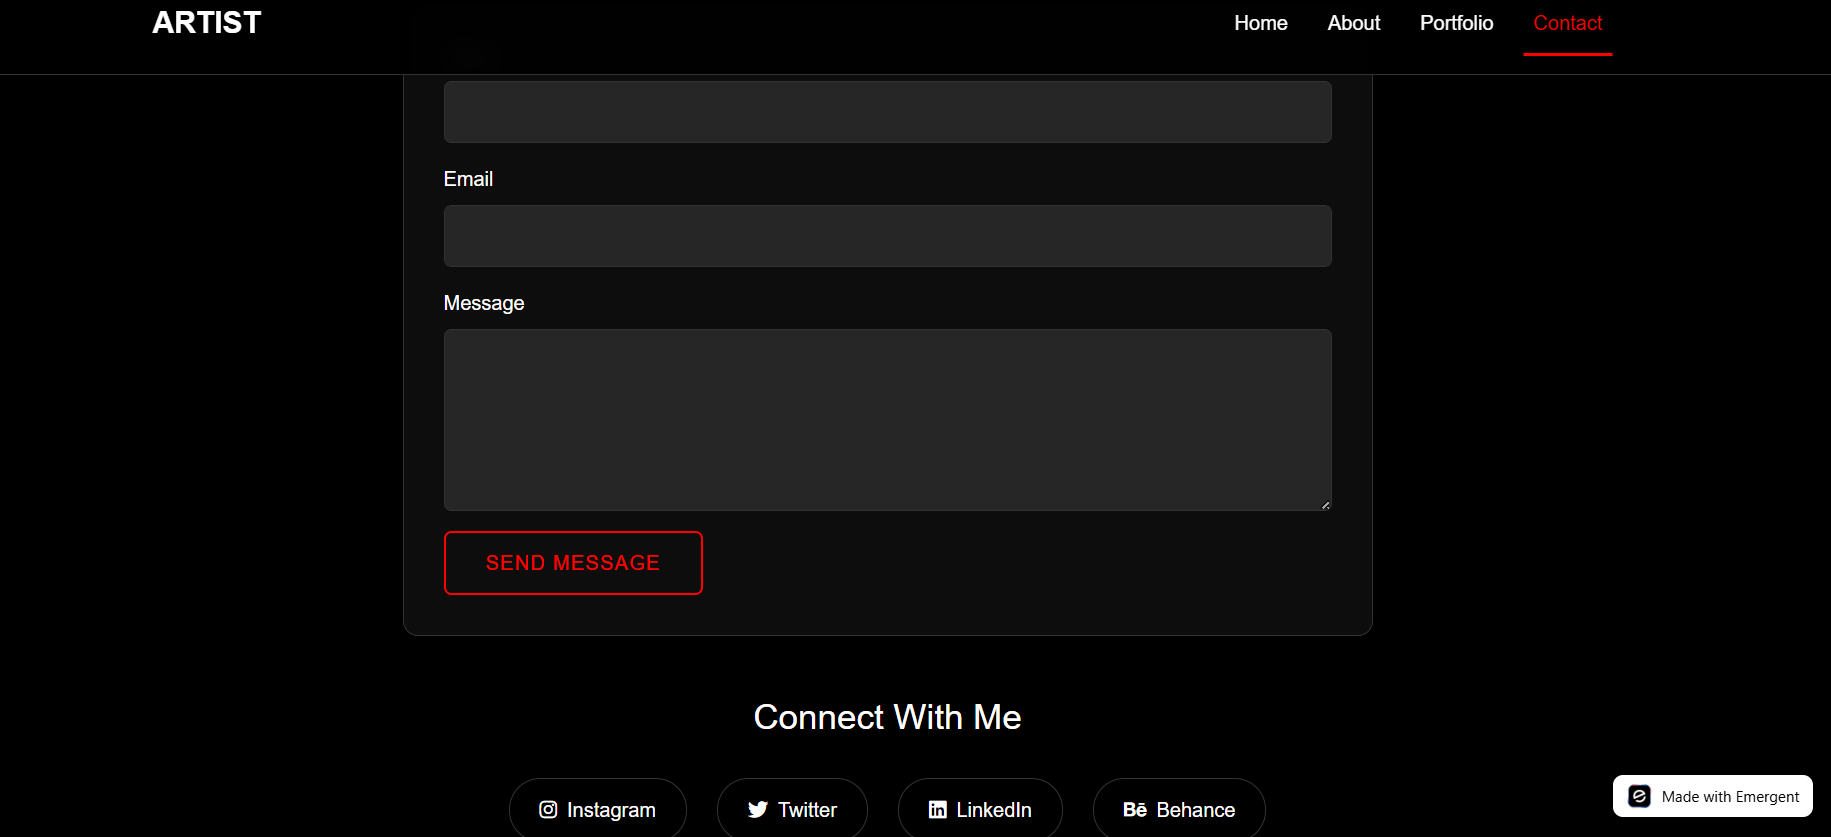 ARTIST
Home About Portfolio Contact
Email
Message
SEND MESSAGE
Connect With Me
Instagram Twitter LinkedIn Bē Behance
Made with Emergent